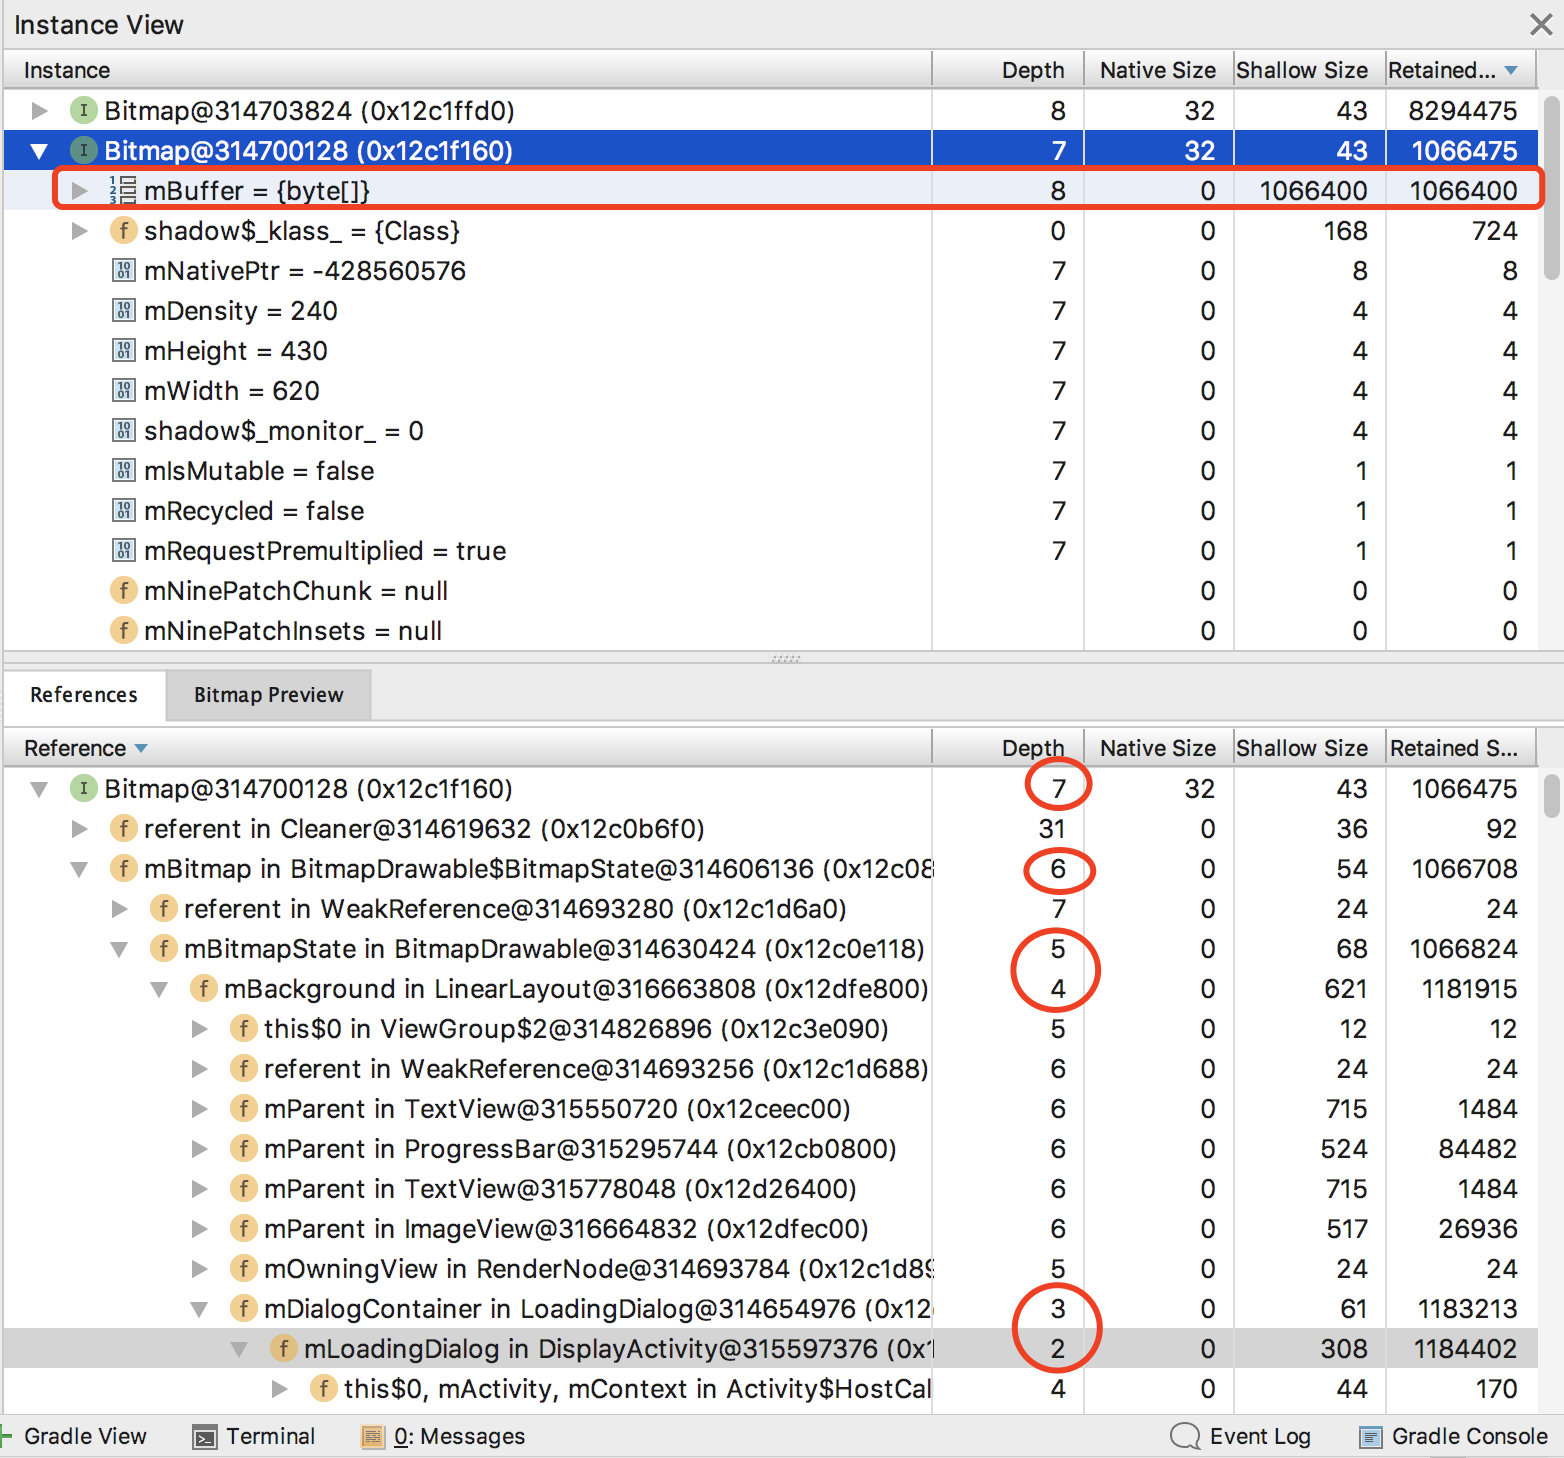 Instance View
Instance Depth Native Size Shallow Size Retained...
Bitmap@314703824 (0x12c1ffd0) 8 32 43 8294475
Bitmap@314700128 (0x12c1f160) 7 32 43 1066475
mBuffer = {byte[]} 8 0 1066400 1066400
shadow$_klass_ = {Class} 0 0 168 724
mNativePtr = -428560576 7 0 8 8
mDensity = 240 7 0 4 4
mHeight = 430 7 0 4 4
mWidth = 620 7 0 4 4
shadow$_monitor_ = 0 7 0 4 4
mIsMutable = false 7 0 1 1
mRecycled = false 7 0 1 1
mRequestPremultiplied = true 7 0 1 1
mNinePatchChunk = null 0 0 0
mNinePatchInsets = null 0 0 0
References Bitmap Preview
Reference Depth Native Size Shallow Size Retained S...
Bitmap@314700128 (0x12c1f160) 7 32 43 1066475
referent in Cleaner@314619632 (0x12c0b6f0) 31 0 36 92
mBitmap in BitmapDrawable$BitmapState@314606136 (0x12c08 6 0 54 1066708
referent in WeakReference@314693280 (0x12c1d6a0) 7 0 24 24
mBitmapState in BitmapDrawable@314630424 (0x12c0e118) 5 0 68 1066824
mBackground in LinearLayout@316663808 (0x12dfe800) 4 0 621 1181915
this$0 in ViewGroup$2@314826896 (0x12c3e090) 5 0 12 12
referent in WeakReference@314693256 (0x12c1d688) 6 0 24 24
mParent in TextView@315550720 (0x12ceec00) 6 0 715 1484
mParent in ProgressBar@315295744 (0x12cb0800) 6 0 524 84482
mParent in TextView@315778048 (0x12d26400) 6 0 715 1484
mParent in ImageView@316664832 (0x12dfec00) 6 0 517 26936
mOwningView in RenderNode@314693784 (0x12c1d89 5 0 24 24
mDialogContainer in LoadingDialog@314654976 (0x12 3 0 61 1183213
mLoadingDialog in DisplayActivity@315597376 (0x1 2 0 308 1184402
this$0, mActivity, mContext in Activity$HostCal 4 0 44 170
Gradle View Terminal 0: Messages Event Log Gradle Console